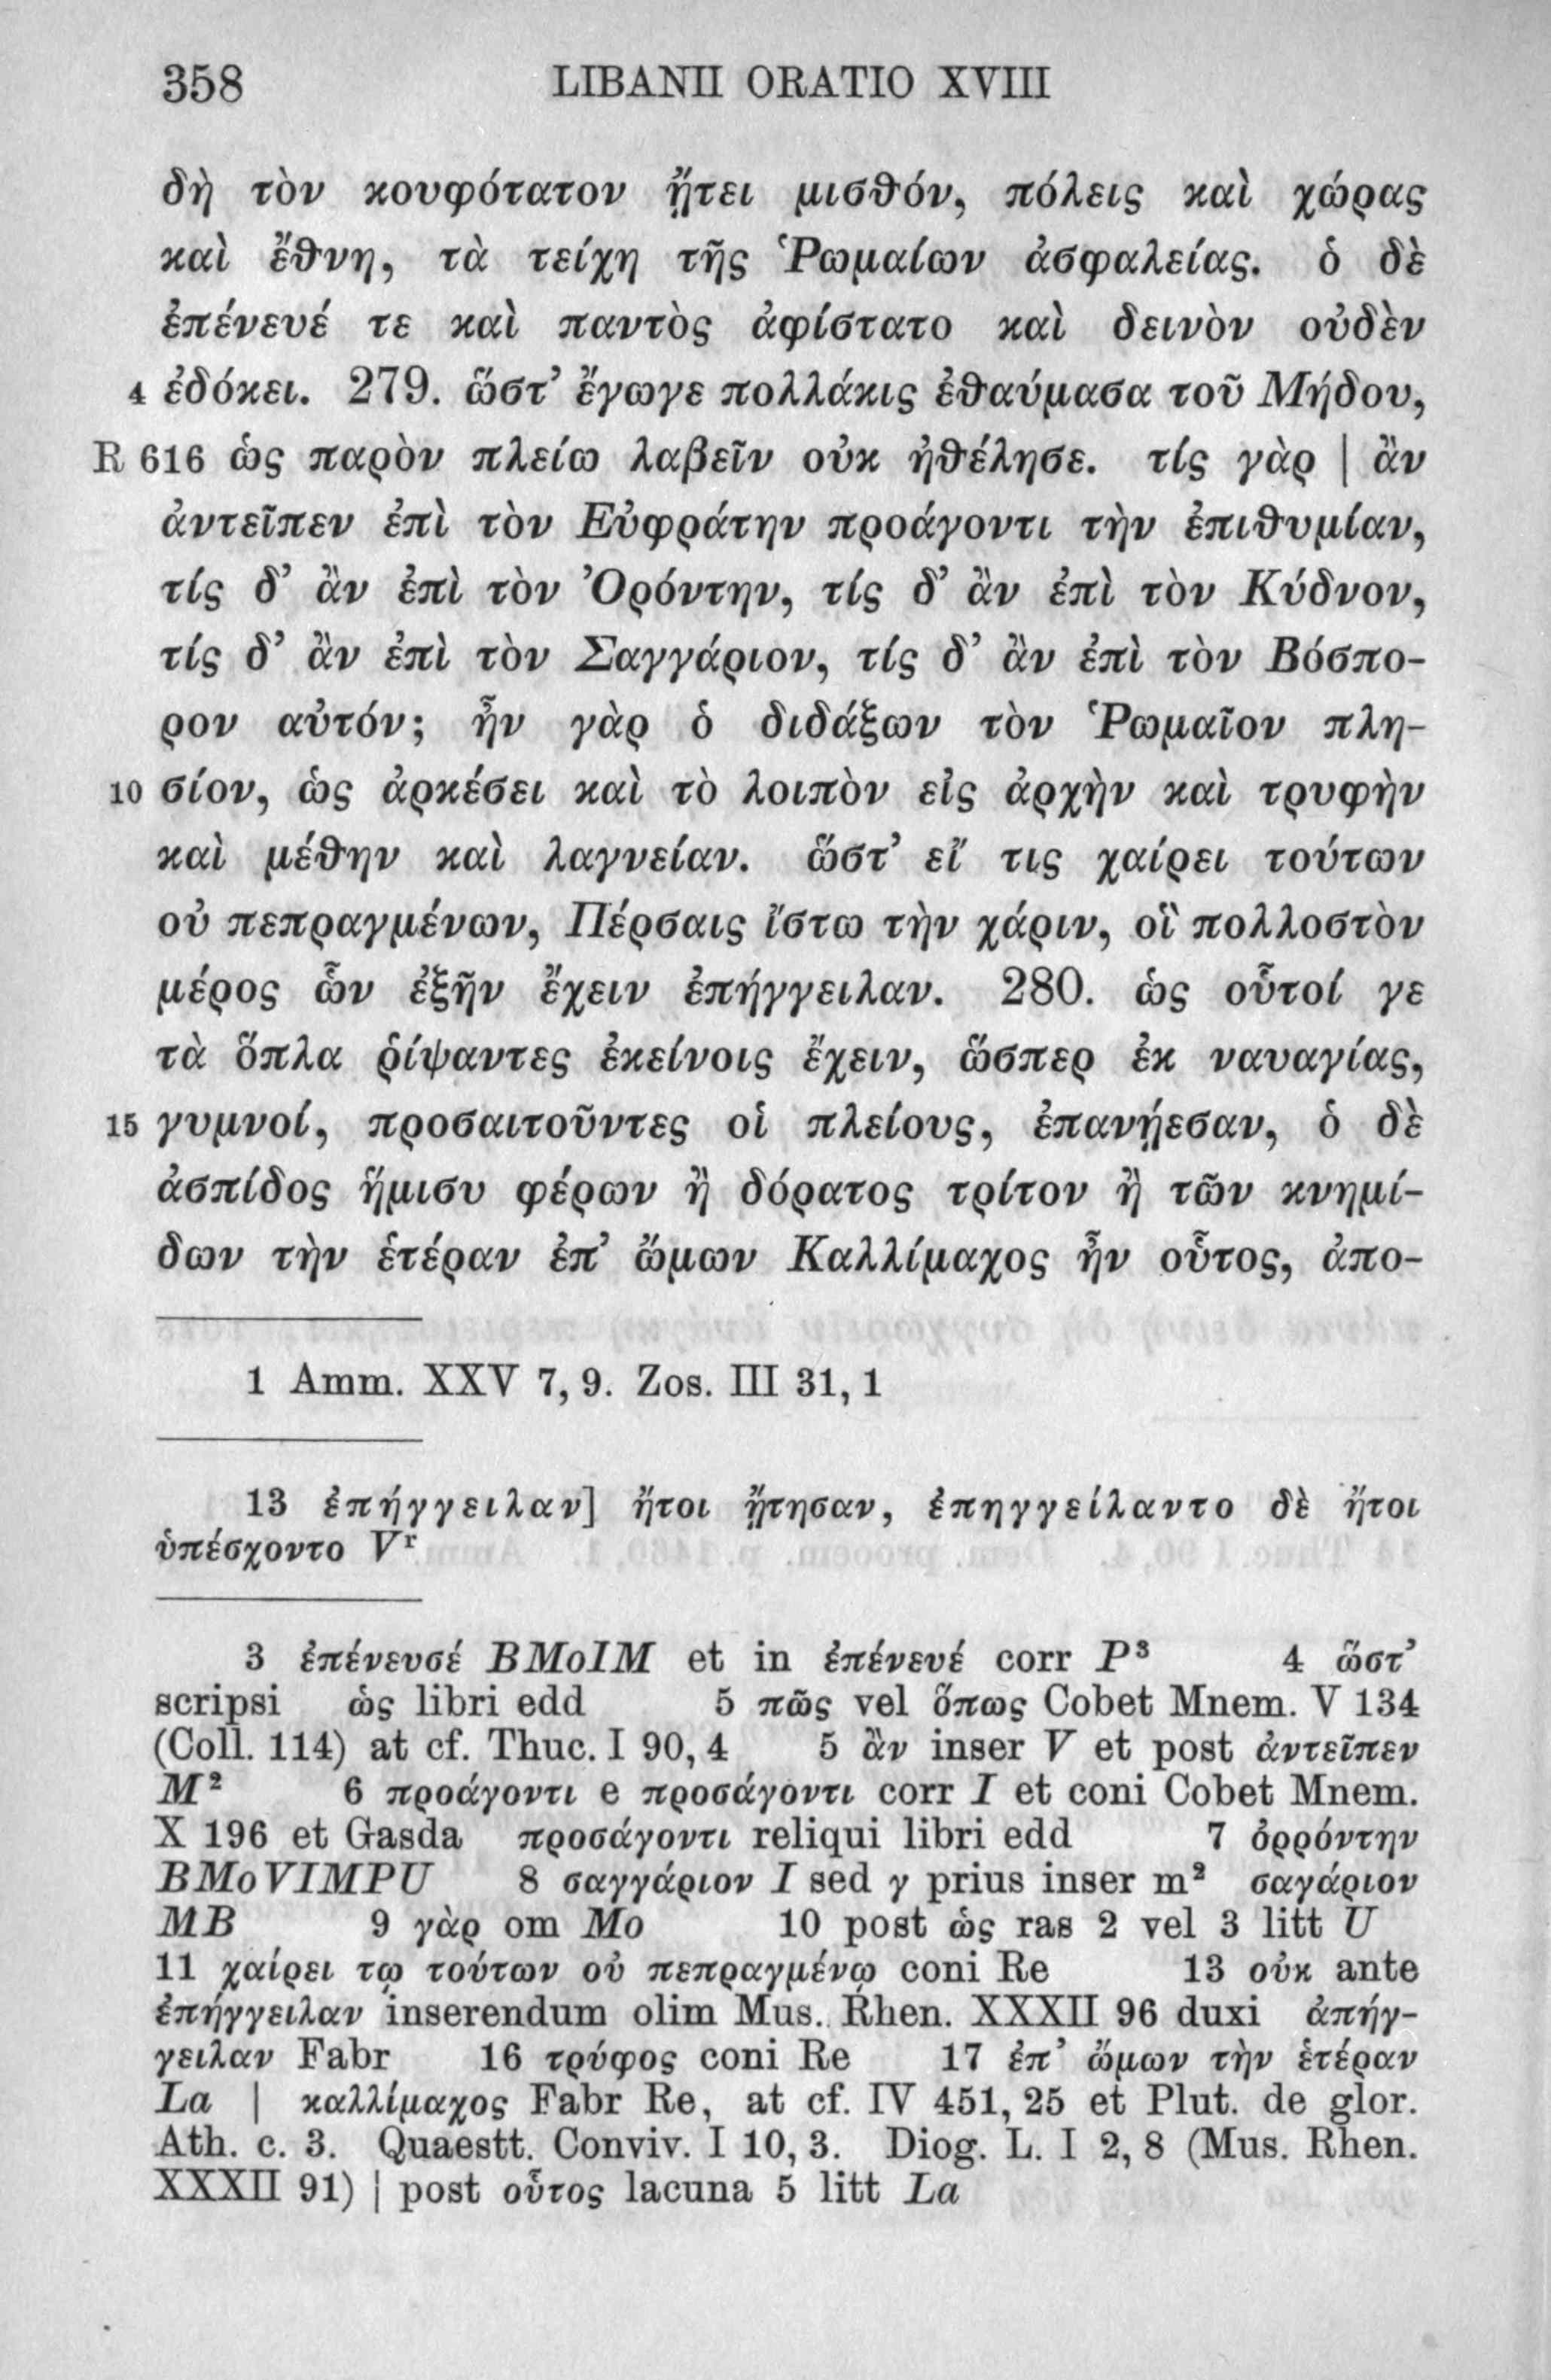 358 LIBANII ORATIO XVIII
δὴ τὸν κουφότατον ᾔτει μισθόν, πόλεις καὶ χώρας
καὶ ἔθνη, τὰ τείχη τῆς Ῥωμαίων ἀσφαλείας. ὁ δὲ
ἐπένευέ τε καὶ παντὸς ἀφίστατο καὶ δεινὸν οὐδὲν
4 ἐδόκει. 279. ὥστ’ ἔγωγε πολλάκις ἐθαύμασα τοῦ Μήδου,
R 616 ὡς παρὸν πλείω λαβεῖν οὐκ ἠθέλησε. τίς γὰρ | ἂν
ἀντεῖπεν ἐπὶ τὸν Εὐφράτην προάγοντι τὴν ἐπιθυμίαν,
τίς δ’ ἂν ἐπὶ τὸν Ὀρόντην, τίς δ’ ἂν ἐπὶ τὸν Κύδνον,
τίς δ’ ἂν ἐπὶ τὸν Σαγγάριον, τίς δ’ ἂν ἐπὶ τὸν Βόσπο-
ρον αὐτόν; ἦν γὰρ ὁ διδάξων τὸν Ῥωμαῖον πλη-
10 σίον, ὡς ἀρκέσει καὶ τὸ λοιπὸν εἰς ἀρχὴν καὶ τρυφὴν
καὶ μέθην καὶ λαγνείαν. ὥστ’ εἴ τις χαίρει τούτων
οὐ πεπραγμένων, Πέρσαις ἴστω τὴν χάριν, οἳ πολλοστὸν
μέρος ὧν ἐξῆν ἔχειν ἐπήγγειλαν. 280. ὡς οὗτοί γε
τὰ ὅπλα ῥίψαντες ἐκείνοις ἔχειν, ὥσπερ ἐκ ναυαγίας,
15 γυμνοί, προσαιτοῦντες οἱ πλείους, ἐπανῄεσαν, ὁ δὲ
ἀσπίδος ἥμισυ φέρων ἢ δόρατος τρίτον ἢ τῶν κνημί-
δων τὴν ἑτέραν ἐπ’ ὤμων Καλλίμαχος ἦν οὗτος, ἀπο-
1 Amm. XXV 7, 9. Zos. III 31, 1
13 ἐπήγγειλαν] ἤτοι ᾔτησαν, ἐπηγγείλαντο δὲ ἤτοι
ὑπέσχοντο Vʳ
3 ἐπένευσέ BMoIM et in ἐπένευέ corr P³ 4 ὥστ’
scripsi ὡς libri edd 5 πῶς vel ὅπως Cobet Mnem. V 134
(Coll. 114) at cf. Thuc. I 90, 4 5 ἂν inser V et post ἀντεῖπεν
M² 6 προάγοντι e προσάγοντι corr I et coni Cobet Mnem.
X 196 et Gasda προσάγοντι reliqui libri edd 7 ὀρρόντην
BMoVIMPU 8 σαγγάριον I sed γ prius inser m² σαγάριον
MB 9 γὰρ om Mo 10 post ὡς ras 2 vel 3 litt U
11 χαίρει τῳ τούτων οὐ πεπραγμένῳ coni Re 13 οὐκ ante
ἐπήγγειλαν inserendum olim Mus. Rhen. XXXII 96 duxi ἀπήγ-
γειλαν Fabr 16 τρύφος coni Re 17 ἐπ’ ὤμων τὴν ἑτέραν
La | καλλίμαχος Fabr Re, at cf. IV 451, 25 et Plut. de glor.
Ath. c. 3. Quaestt. Conviv. I 10, 3. Diog. L. I 2, 8 (Mus. Rhen.
XXXII 91) | post οὗτος lacuna 5 litt La